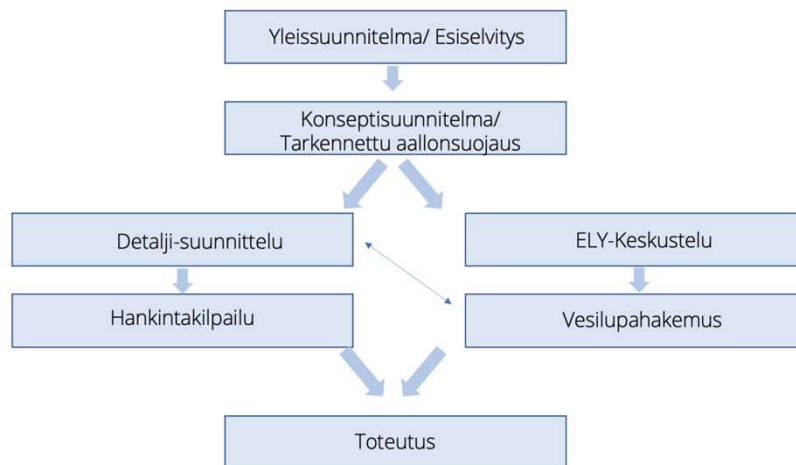 Yleissuunnitelma/ Esiselvitys
Konseptisuunnitelma/
Tarkennettu aallonsuojaus
Detalji-suunnittelu
ELY-Keskustelu
Hankintakilpailu
Vesilupahakemus
Toteutus